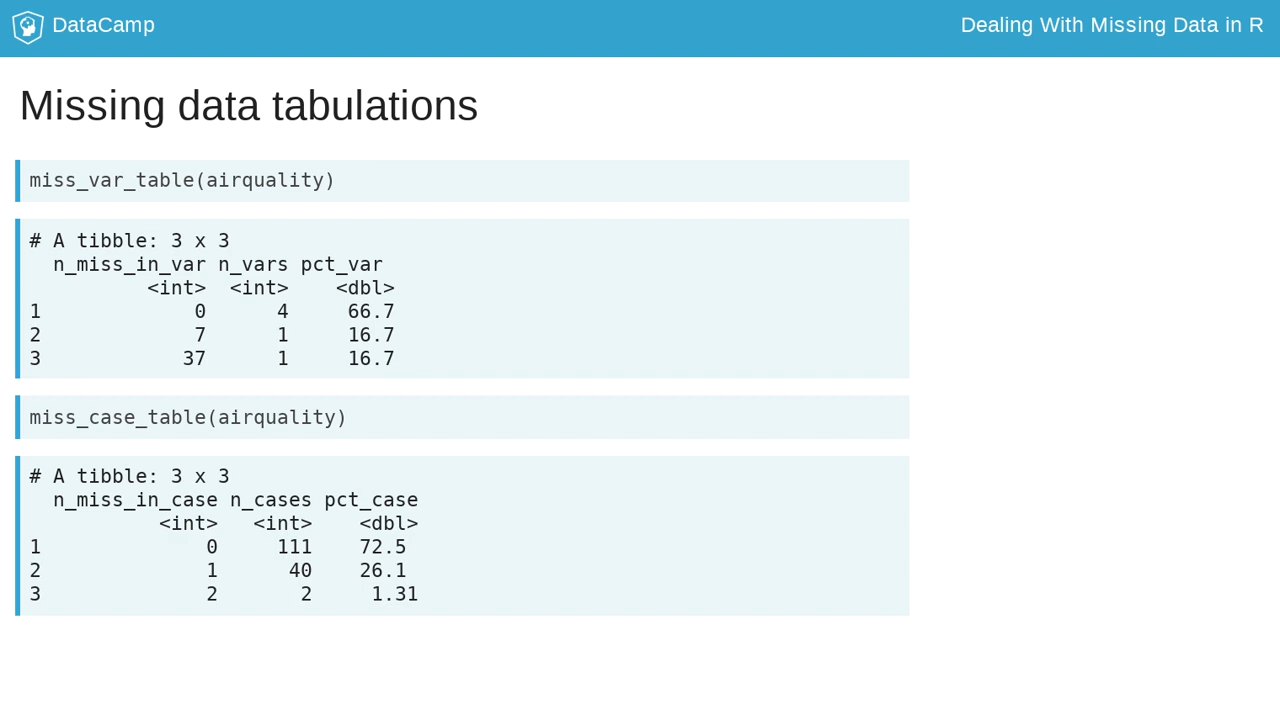 DataCamp
Dealing With Missing Data in R
Missing data tabulations
miss_var_table(airquality)
# A tibble: 3 x 3
  n_miss_in_var n_vars pct_var
          <int>  <int>    <dbl>
1             0      4     66.7
2             7      1     16.7
3            37      1     16.7
miss_case_table(airquality)
# A tibble: 3 x 3
  n_miss_in_case n_cases pct_case
           <int>   <int>    <dbl>
1              0     111    72.5
2              1      40    26.1
3              2       2     1.31